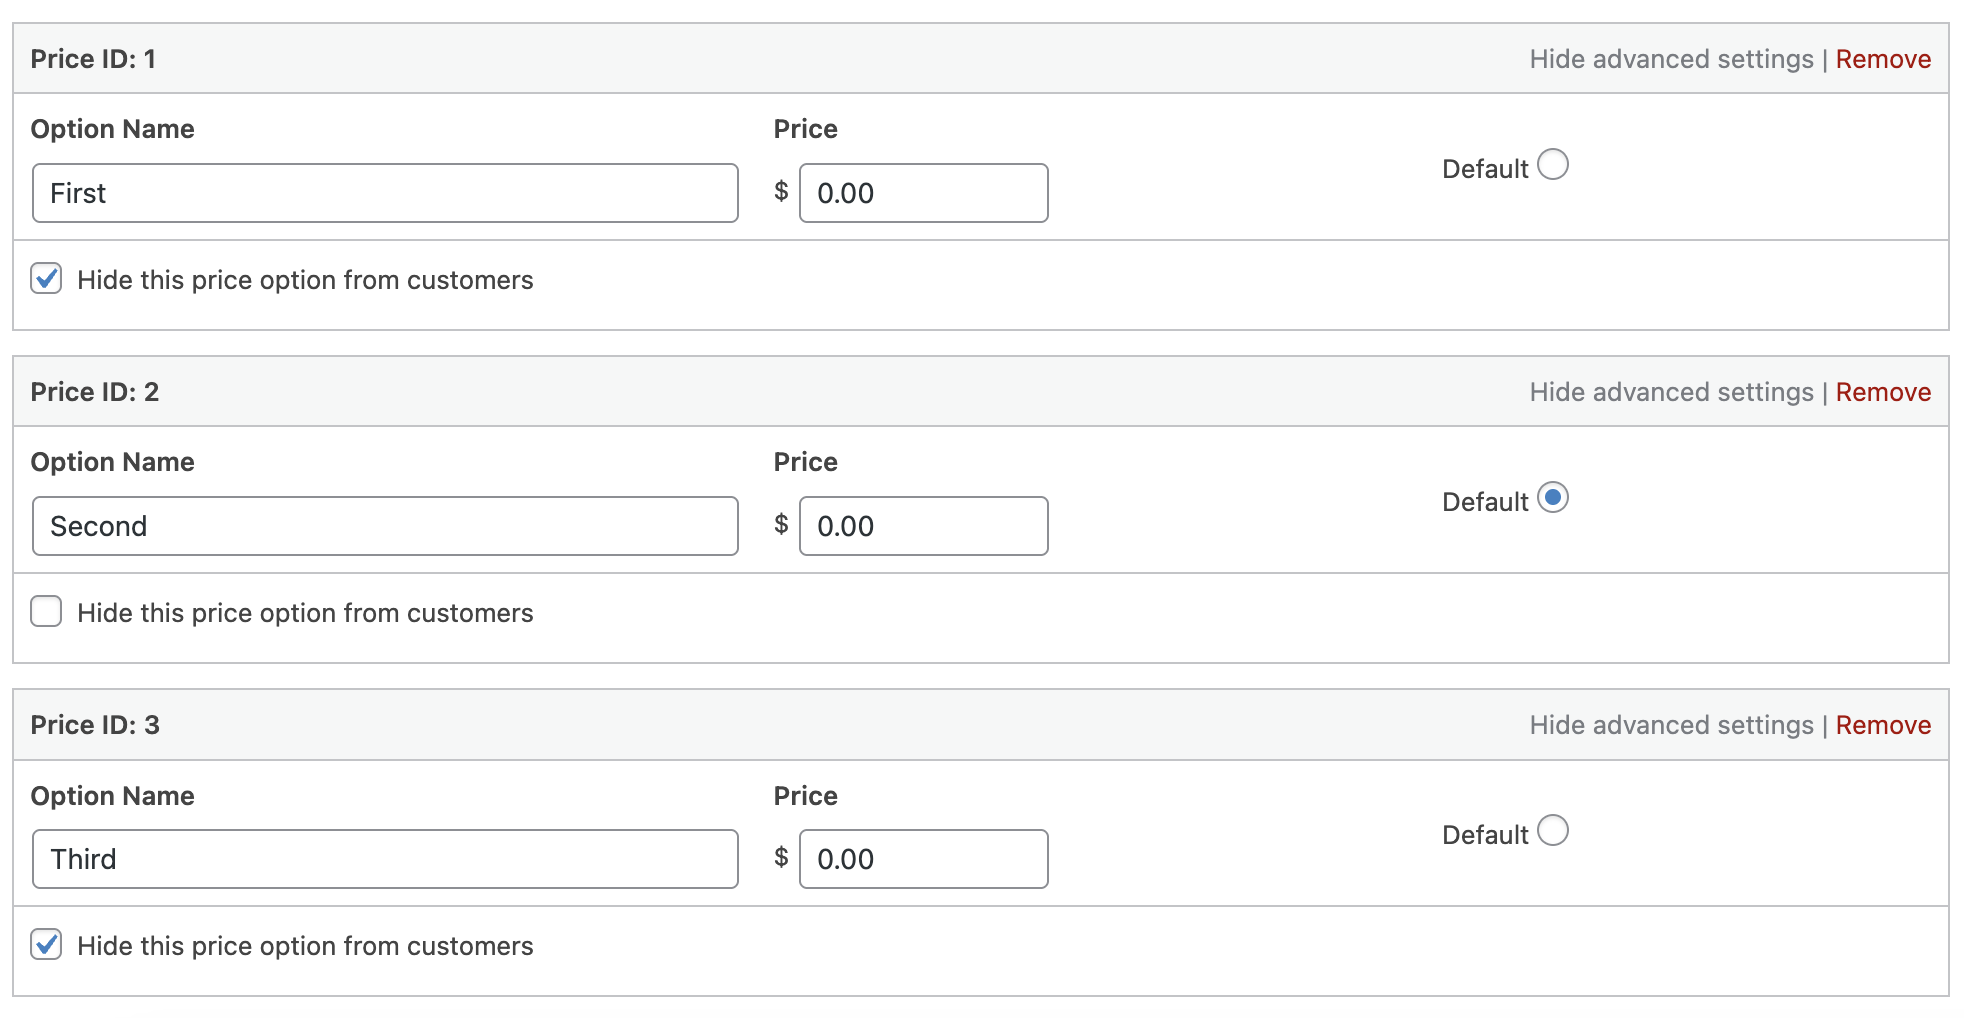 Price ID: 1 Hide advanced settings | Remove
Option Name Price
Default
First $ 0.00
Hide this price option from customers
Price ID: 2 Hide advanced settings | Remove
Option Name Price
Default
Second $ 0.00
Hide this price option from customers
Price ID: 3 Hide advanced settings | Remove
Option Name Price
Default
Third $ 0.00
Hide this price option from customers